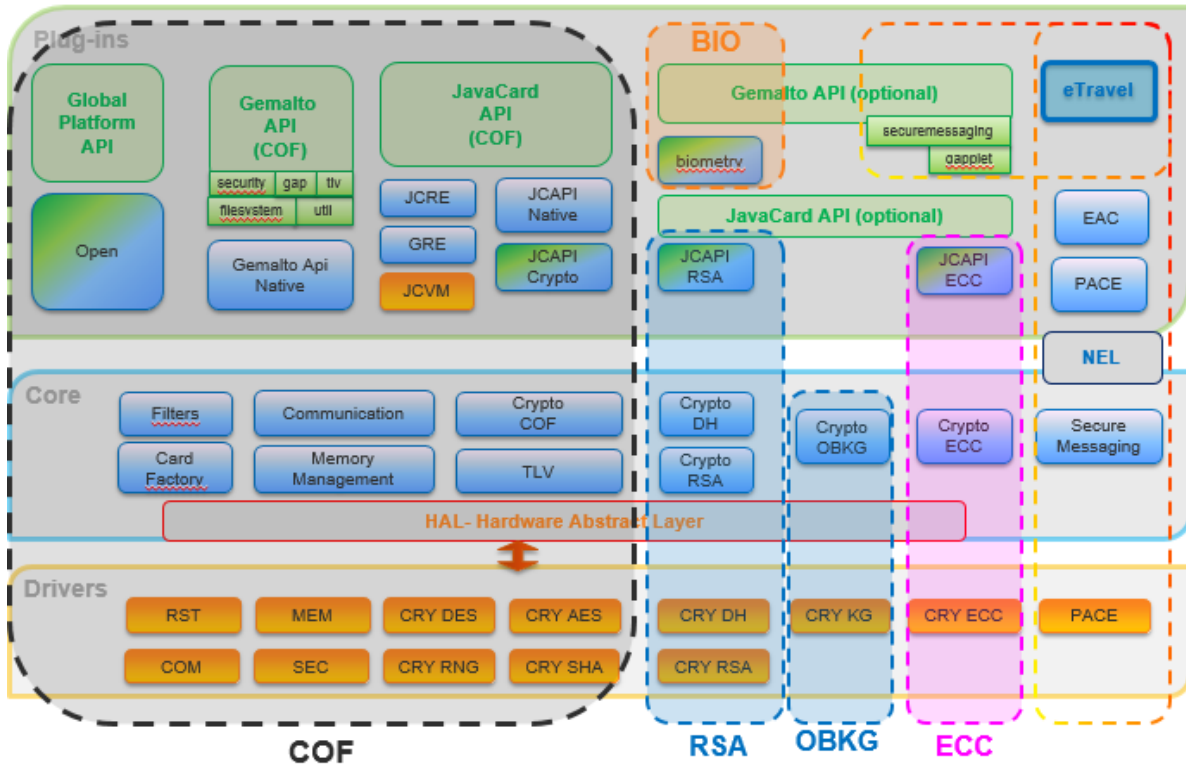 Plug-ins
BIO
Global
Platform
API
Gemalto
API
(COF)
JavaCard
API
(COF)
Gemalto API (optional)
eTravel
securemessaging
gapplet
biometry
security
gap
tlv
filesystem
util
JCRE
JCAPI
Native
JavaCard API (optional)
EAC
Open
Gemalto Api
Native
GRE
JCAPI
Crypto
JCVM
JCAPI
RSA
JCAPI
ECC
PACE
NEL
Core
Filters
Communication
Crypto
COF
Crypto
DH
Crypto
OBKG
Crypto
ECC
Secure
Messaging
Card
Factory
Memory
Management
TLV
Crypto
RSA
HAL- Hardware Abstract Layer
Drivers
RST
MEM
CRY DES
CRY AES
CRY DH
CRY KG
CRY ECC
PACE
COM
SEC
CRY RNG
CRY SHA
CRY RSA
COF
RSA
OBKG
ECC